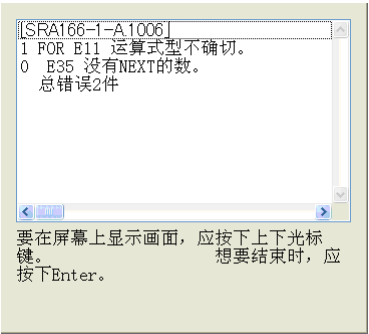 [SRA166-1-A.1006]
1 FOR E11 运算式型不确切。
0 E35 没有NEXT的数。
总错误2件
要在屏幕上显示画面，应按下上下光标
键。 想要结束时，应
按下Enter。